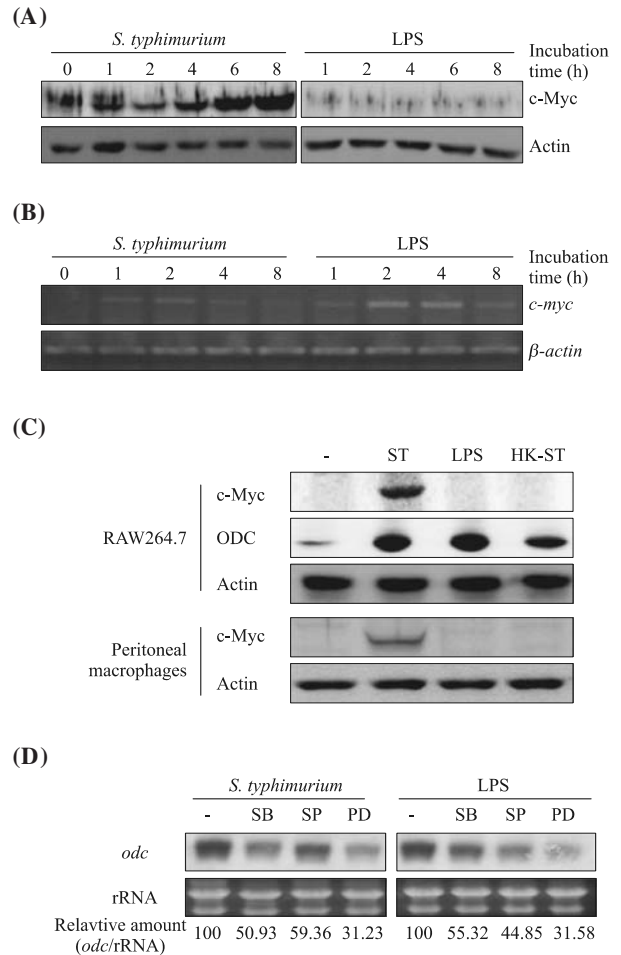 (A)
S. typhimurium LPS
0 1 2 4 6 8 1 2 4 6 8 Incubation time (h)
c-Myc
Actin
(B)
S. typhimurium LPS
0 1 2 4 8 1 2 4 8 Incubation time (h)
c-myc
β-actin
(C)
- ST LPS HK-ST
c-Myc
RAW264.7 ODC
Actin
c-Myc
Peritoneal macrophages
Actin
(D)
S. typhimurium LPS
- SB SP PD - SB SP PD
odc
rRNA
Relavtive amount 100 50.93 59.36 31.23 100 55.32 44.85 31.58
(odc/rRNA)